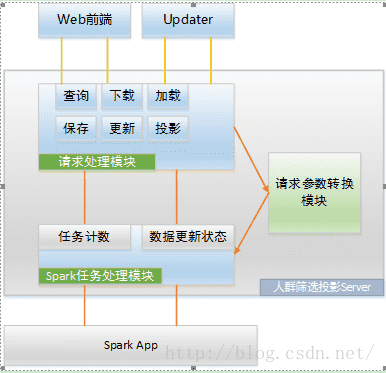 Web前端
Updater
查询
下载
加载
保存
更新
投影
请求处理模块
请求参数转换
模块
任务计数
数据更新状态
Spark任务处理模块
人群筛选投影Server
Spark App
http://blog.csdn.net/